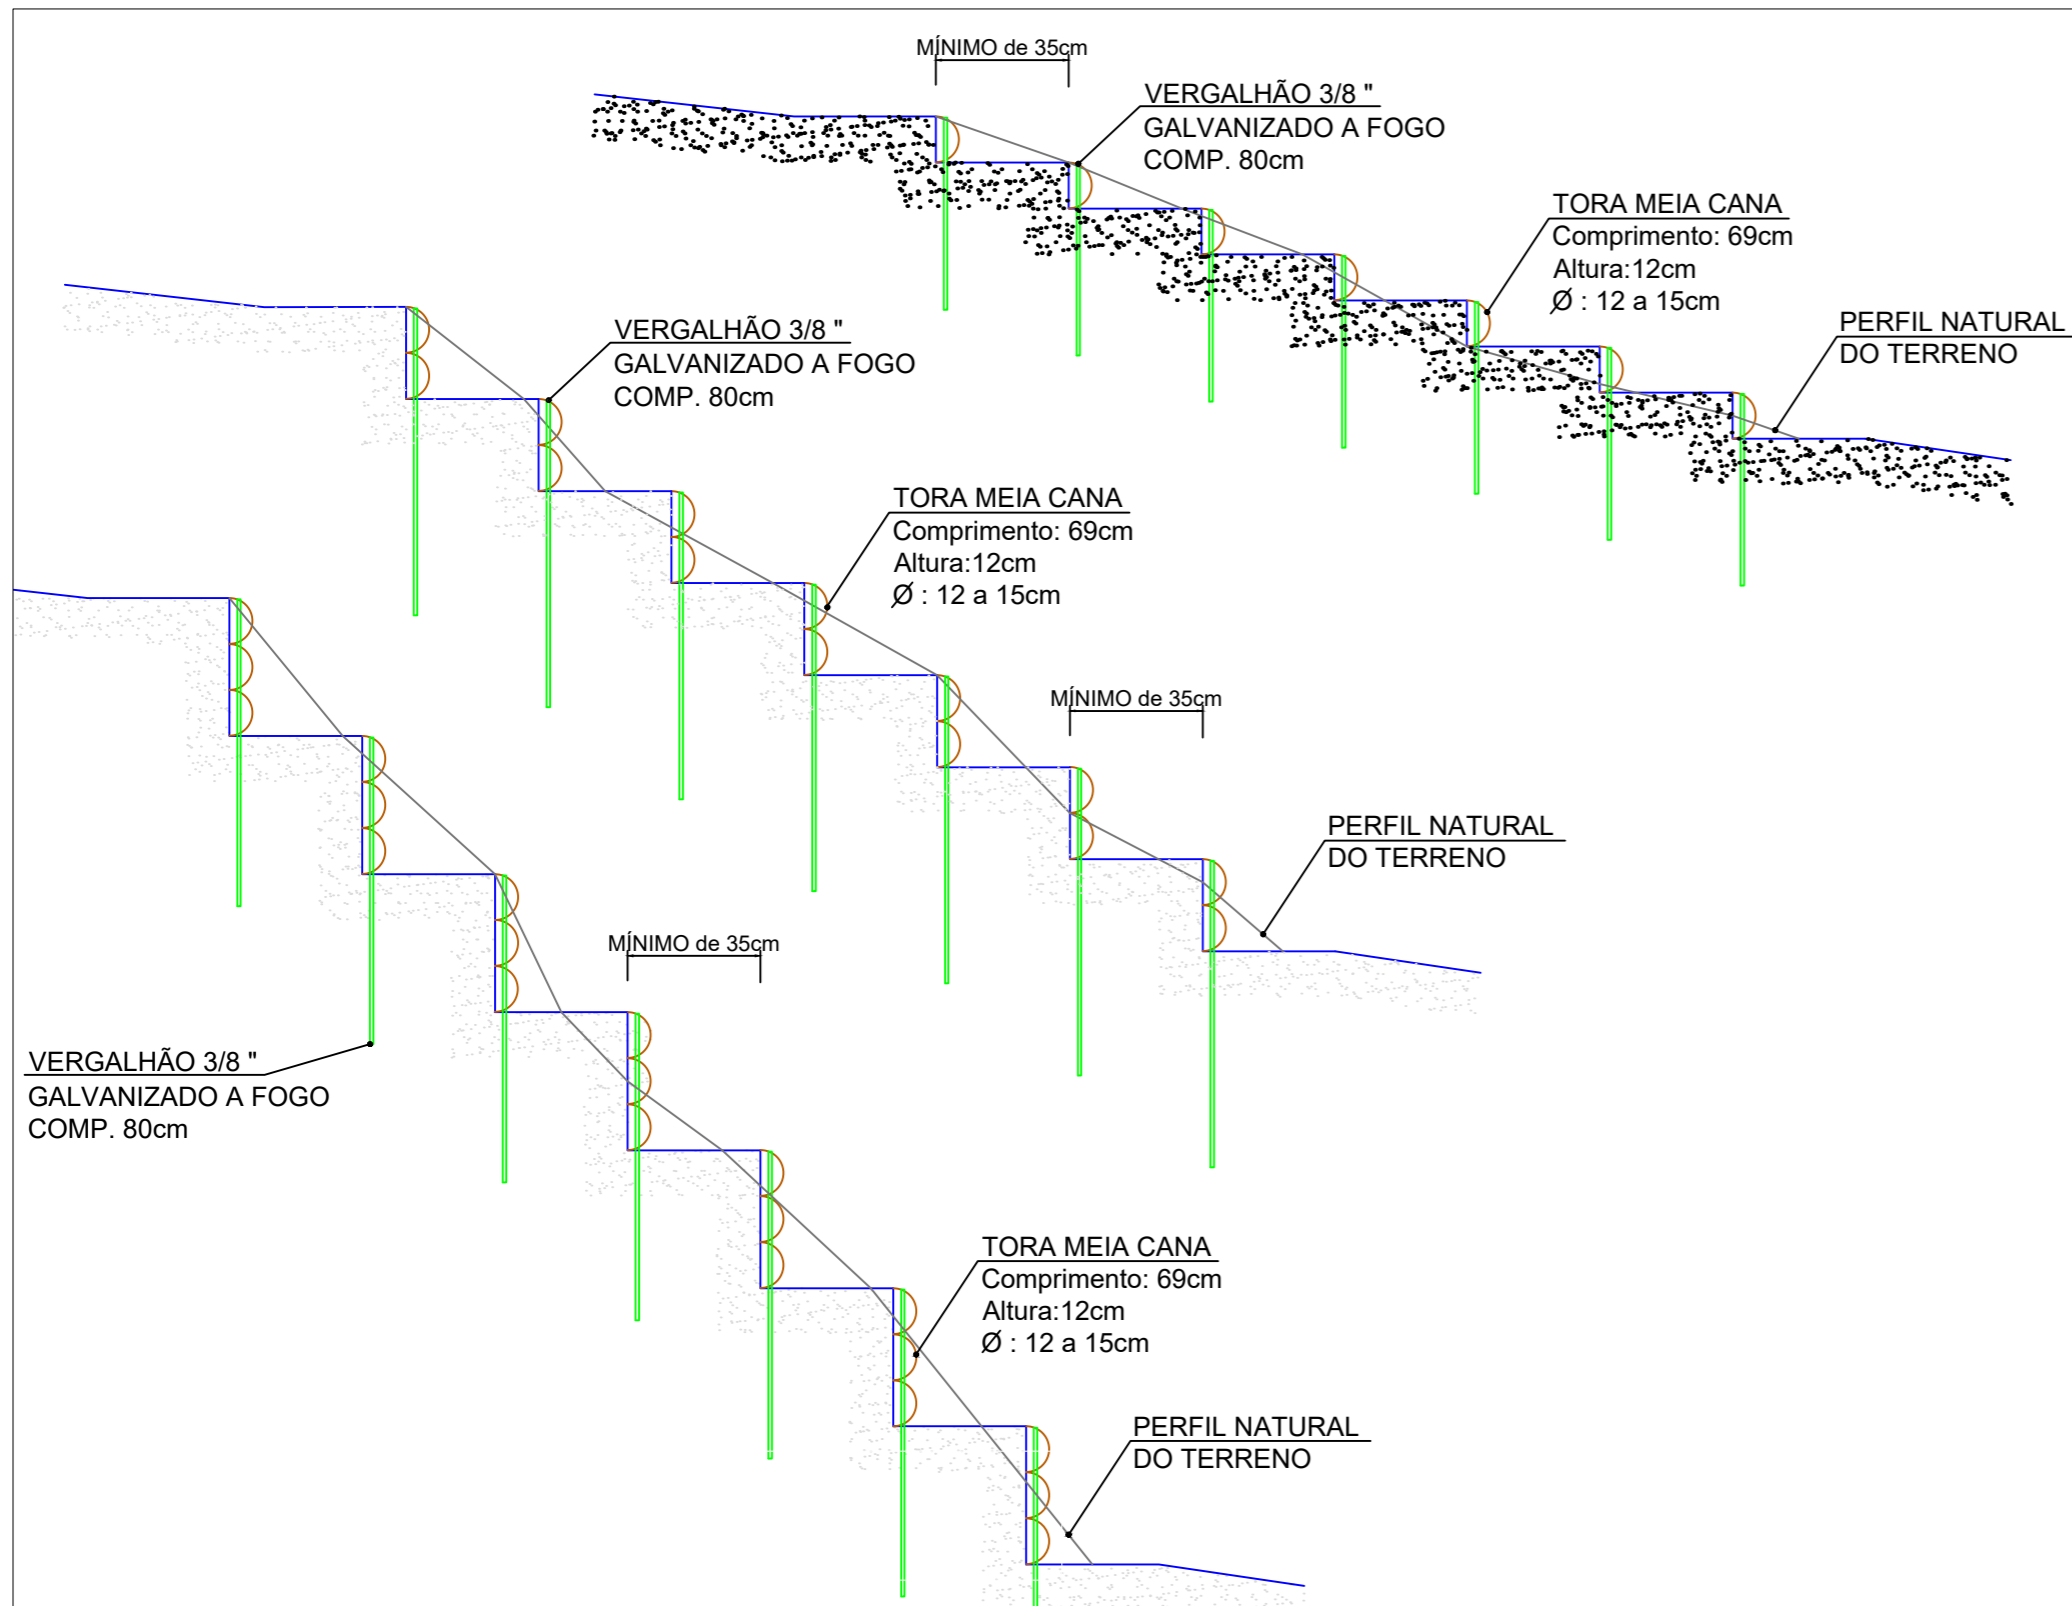 MÍNIMO de 35cm
VERGALHÃO 3/8 "
GALVANIZADO A FOGO
COMP. 80cm
TORA MEIA CANA
Comprimento: 69cm
Altura:12cm
Ø : 12 a 15cm
PERFIL NATURAL
DO TERRENO
VERGALHÃO 3/8 "
GALVANIZADO A FOGO
COMP. 80cm
TORA MEIA CANA
Comprimento: 69cm
Altura:12cm
Ø : 12 a 15cm
MÍNIMO de 35cm
PERFIL NATURAL
DO TERRENO
MÍNIMO de 35cm
VERGALHÃO 3/8 "
GALVANIZADO A FOGO
COMP. 80cm
TORA MEIA CANA
Comprimento: 69cm
Altura:12cm
Ø : 12 a 15cm
PERFIL NATURAL
DO TERRENO